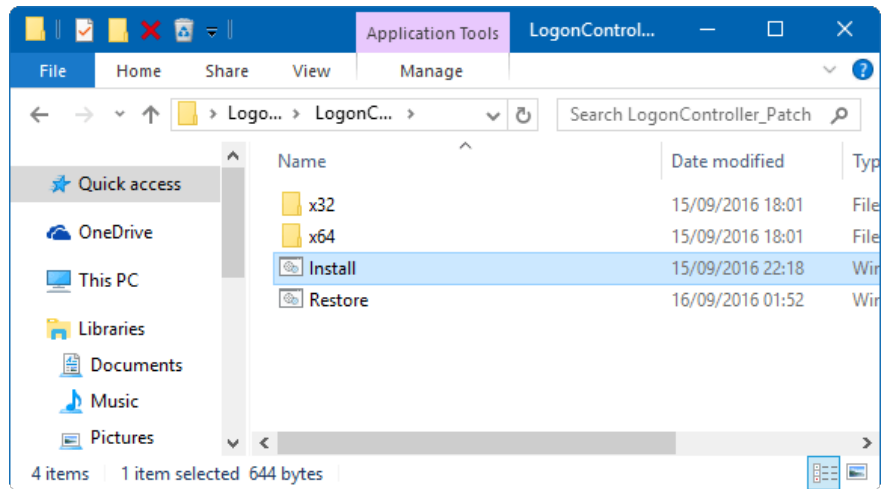 Application Tools LogonControl...
File Home Share View Manage
Logo... LogonC... Search LogonController_Patch
Name Date modified Typ
Quick access
x32 15/09/2016 18:01 File
OneDrive
x64 15/09/2016 18:01 File
Install 15/09/2016 22:18 Wir
This PC
Restore 16/09/2016 01:52 Wir
Libraries
Documents
Music
Pictures
4 items 1 item selected 644 bytes